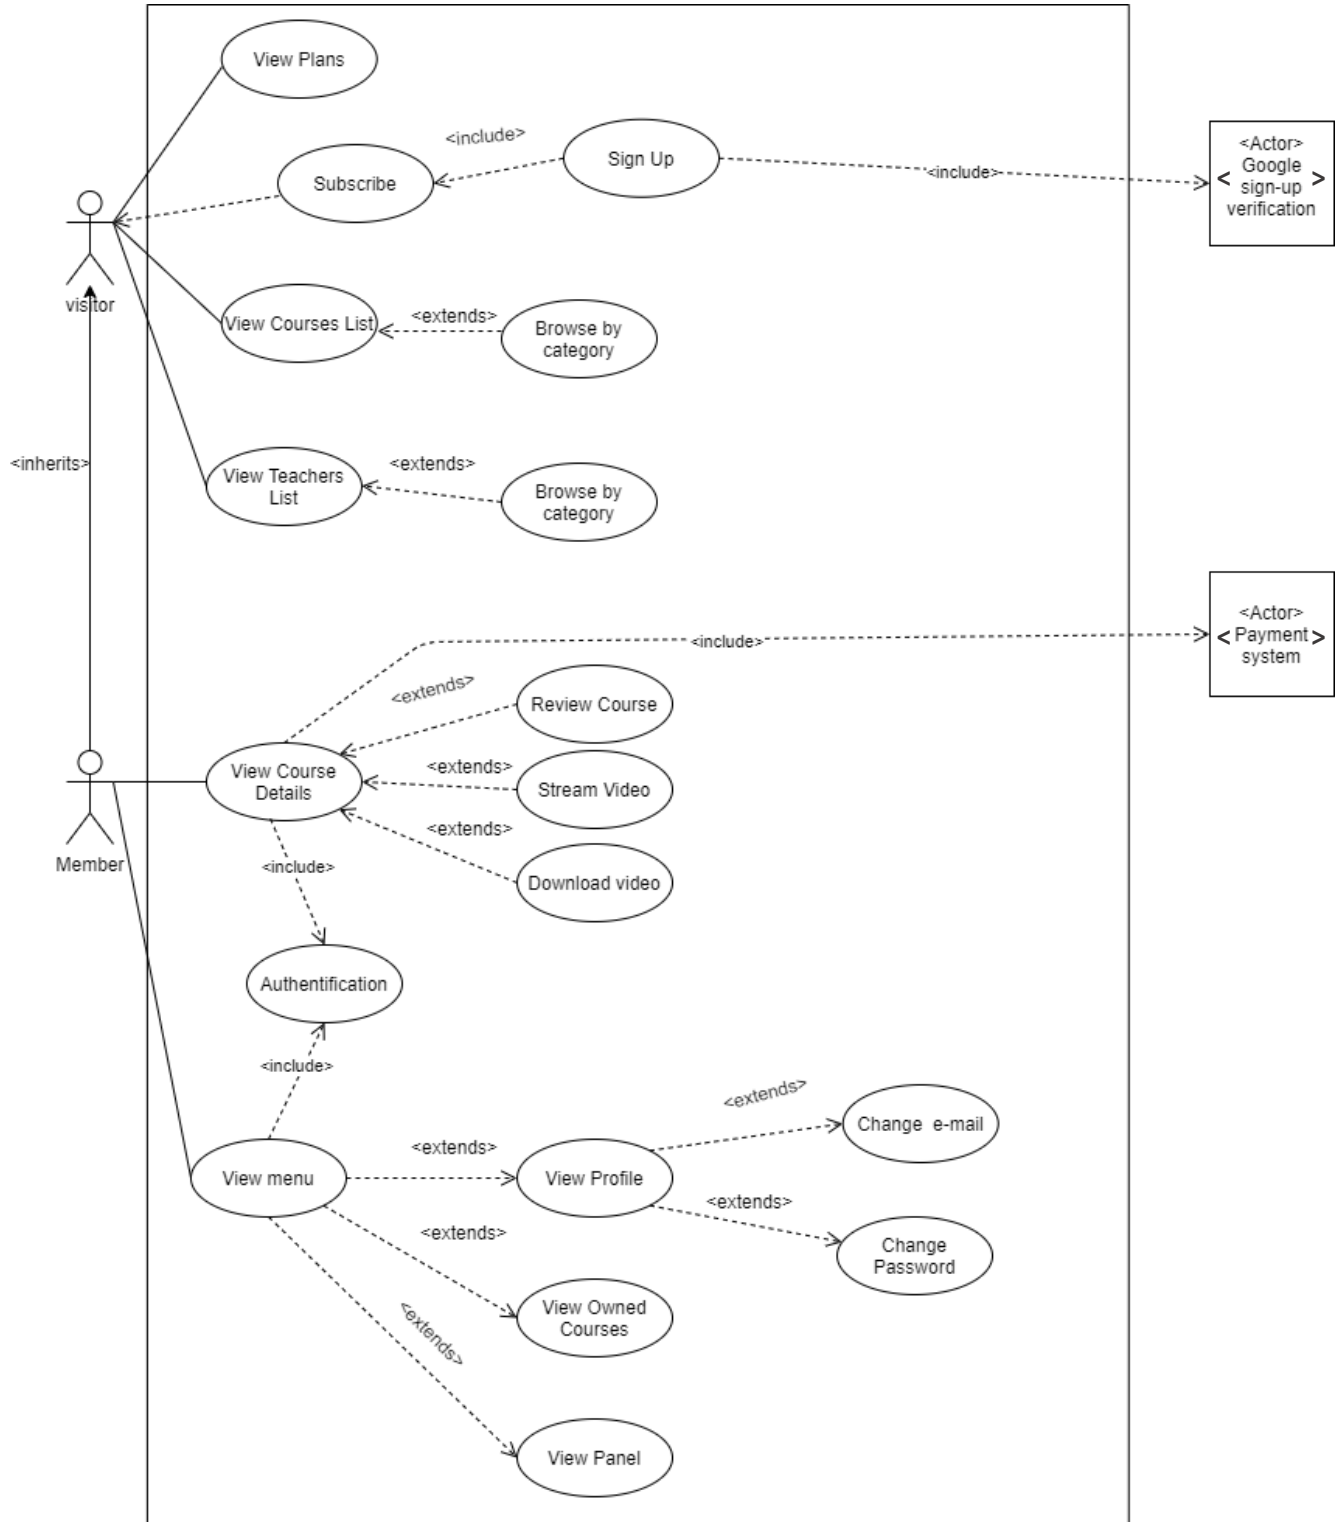 View Plans
<include>
Sign Up
Subscribe
<include>
<Actor>
< Google >
sign-up
verification
visitor
View Courses List
<extends>
Browse by
category
<inherits>
View Teachers
List
<extends>
Browse by
category
<include>
<Actor>
< Payment >
system
<extends>
Review Course
View Course
Details
<extends>
Stream Video
<extends>
Download video
Member
<include>
Authentification
<include>
<extends>
Change e-mail
View menu
<extends>
View Profile
<extends>
Change
Password
<extends>
View Owned
Courses
<extends>
View Panel